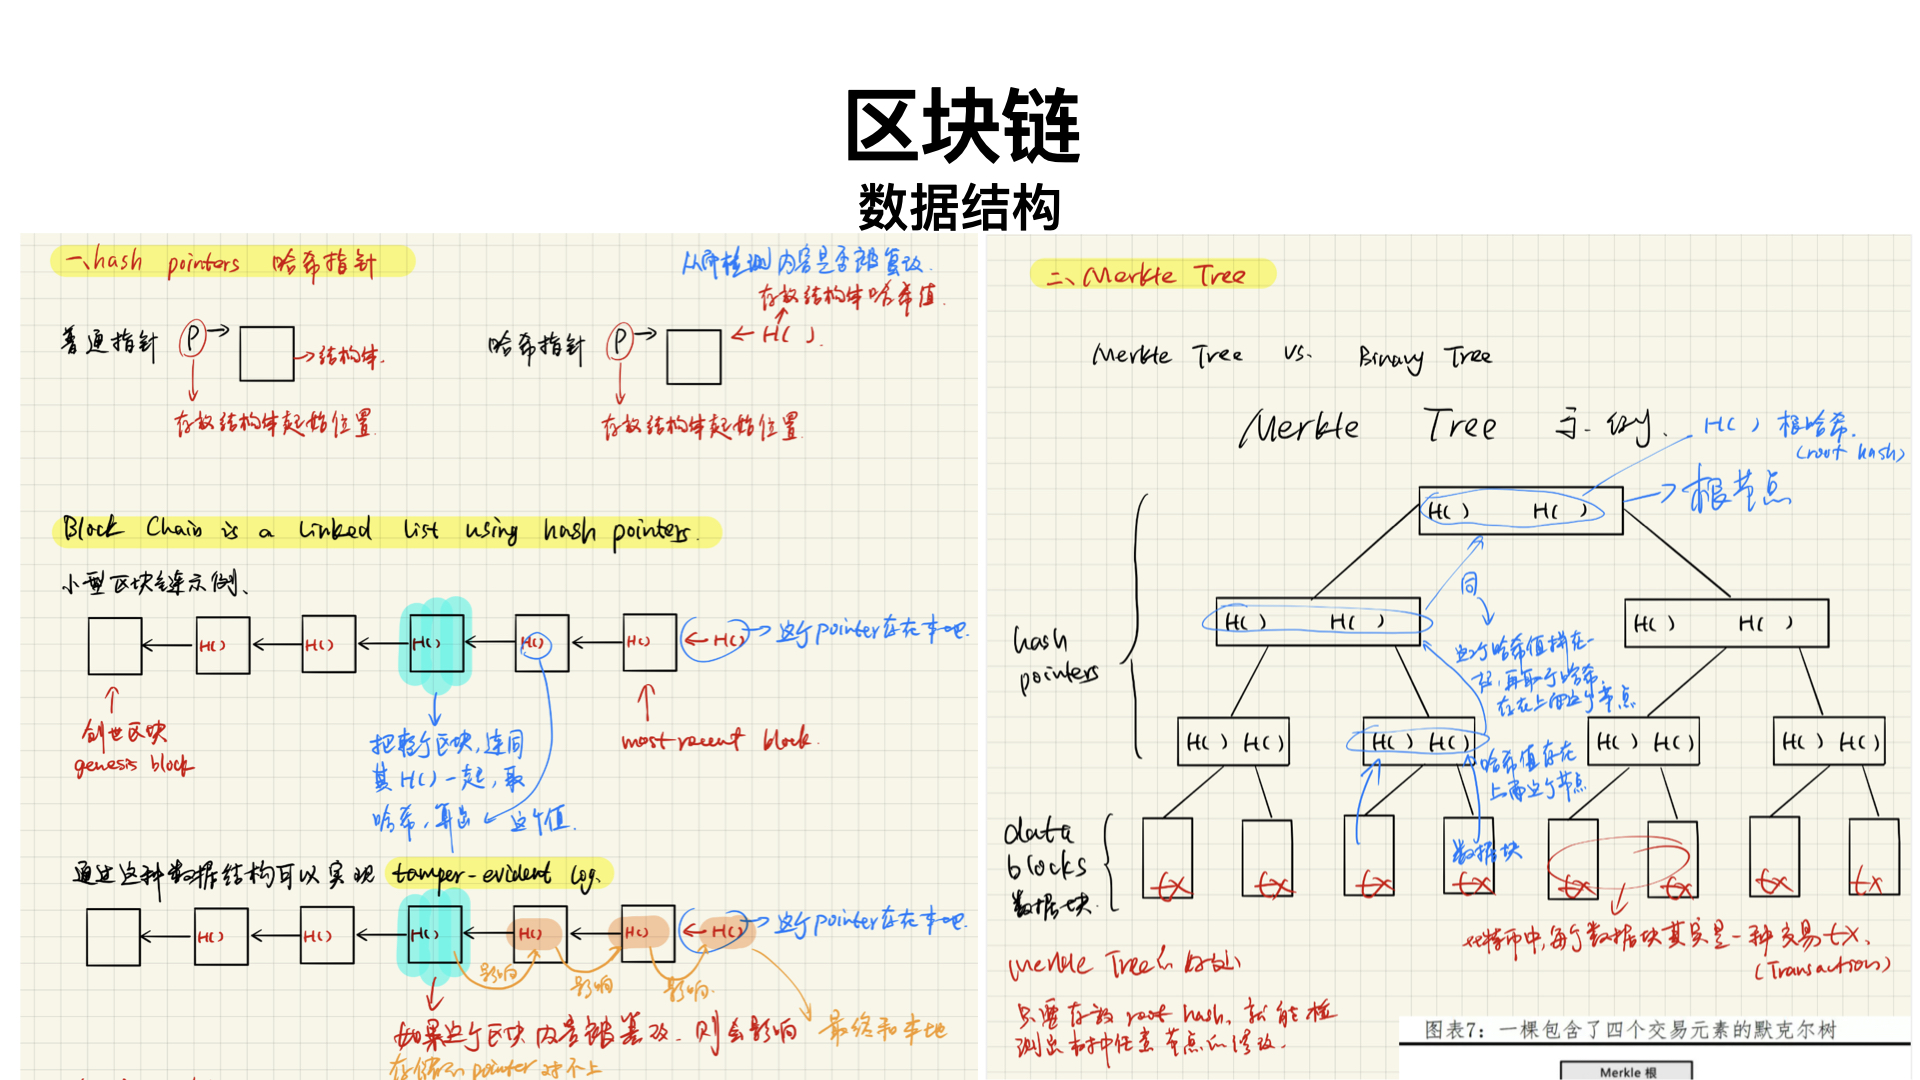 区块链
数据结构
一、hash pointers 哈希指针
从而检测内容是否被篡改.
存放结构体哈希值.
普通指针
P
结构体.
哈希指针
P
H( ).
存放结构体起始位置
存放结构体起始位置
Block Chain is a linked list using hash pointers.
小型区块链示例、
H()
H()
H()
H()
H()
H()
这个pointer存在本地.
创世区块
genesis block
most recent block.
把整个区块,连同
其H()一起,取
哈希,算出
这个值.
通过这种数据结构可以实现 tamper-evident log.
H()
H()
H()
H()
H()
H()
这个pointer存在本地.
影响
影响
影响.
如果这个区块内容被篡改.则会影响
最终和本地
存储的pointer对不上
二、Merkle Tree
Merkle Tree vs. Binary Tree
Merkle Tree 示例.
H( ) 根哈希.
(root hash)
根节点
H( ) H( )
同
H( ) H( )
H( ) H( )
hash
pointers
这个哈希值拼在一
起,再取个哈希,
存在上面这个节点
H( ) H( )
H( ) H( )
H( ) H( )
H( ) H( )
哈希值存在
上面这个节点
data
blocks
数据块.
数据块
tx
tx
tx
tx
tx
tx
tx
tx
比特币中,每个数据块其实是一种交易tx、
(Transaction)
Merkle Tree的好处
只要存放root hash,就能检
测出树中任意节点的修改.
图表7：一棵包含了四个交易元素的默克尔树
Merkle 根